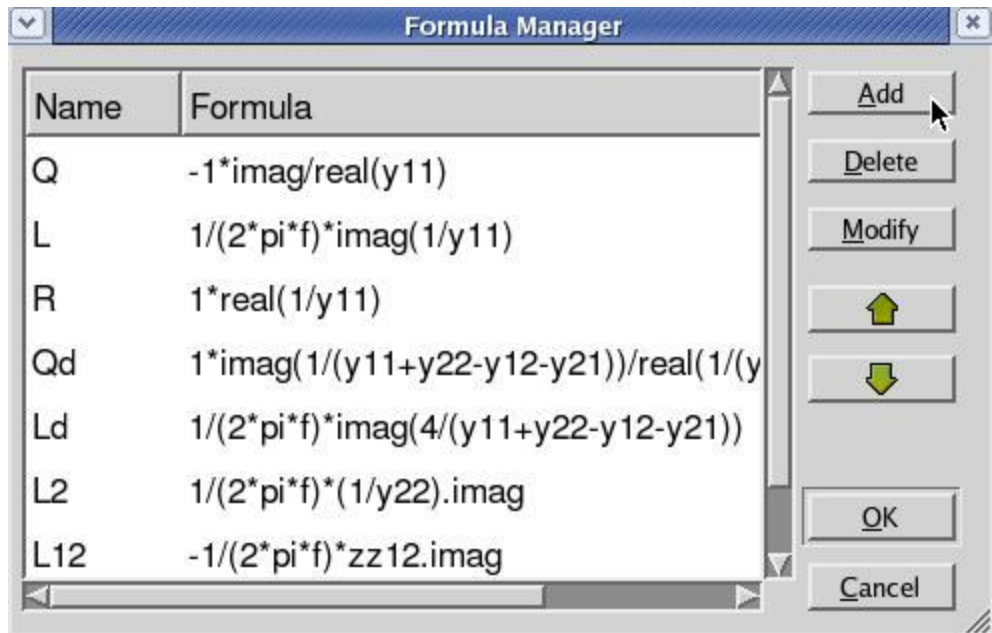 Formula Manager
Name Formula
Q -1*imag/real(y11)
L 1/(2*pi*f)*imag(1/y11)
R 1*real(1/y11)
Qd 1*imag(1/(y11+y22-y12-y21))/real(1/(y
Ld 1/(2*pi*f)*imag(4/(y11+y22-y12-y21))
L2 1/(2*pi*f)*(1/y22).imag
L12 -1/(2*pi*f)*zz12.imag
Add
Delete
Modify
OK
Cancel